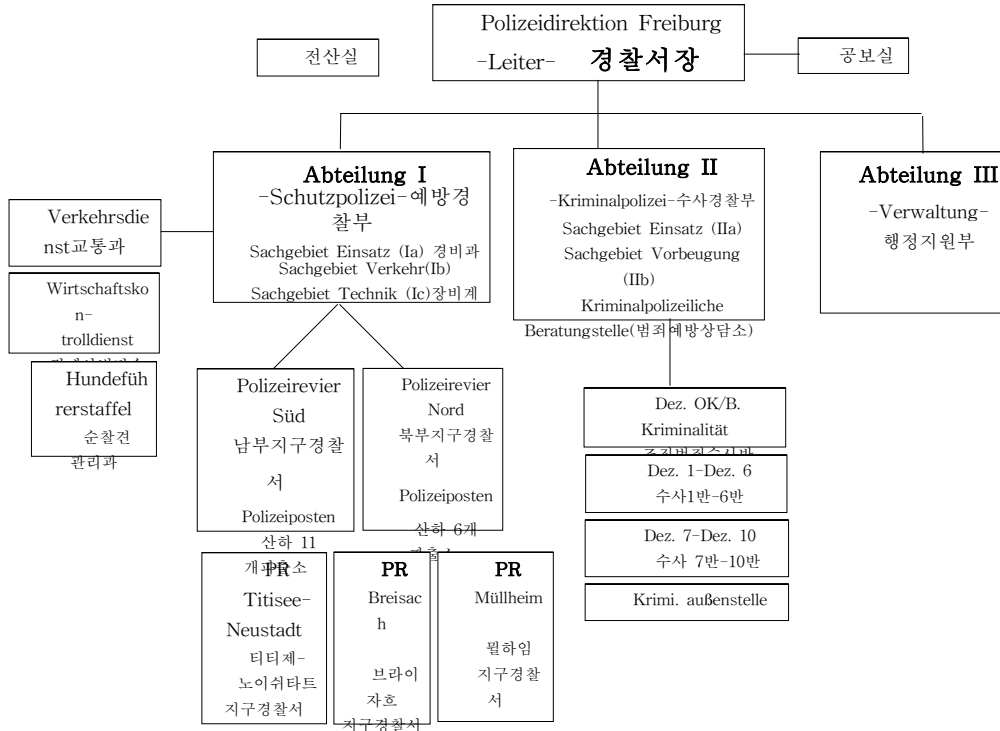 Polizeidirektion Freiburg
-Leiter- 경찰서장
전산실
공보실
Abteilung I
-Schutzpolizei-예방경
찰부
Sachgebiet Einsatz (Ia) 경비과
Sachgebiet Verkehr(Ib)
Sachgebiet Technik (Ic)장비계
Abteilung II
-Kriminalpolizei-수사경찰부
Sachgebiet Einsatz (IIa)
Sachgebiet Vorbeugung
(IIb)
Kriminalpolizeiliche
Beratungstelle(범죄예방상담소)
Abteilung III
-Verwaltung-
행정지원부
Verkehrsdie
nst교통과
Wirtschaftsko
n-
trolldienst
Hundefüh
rerstaffel
순찰견
관리과
Polizeirevier
Süd
남부지구경찰
서
Polizeiposten
산하 11
개파출소
Polizeirevier
Nord
북부지구경찰
서
Polizeiposten
산하 6개
Dez. OK/B.
Kriminalität
Dez. 1-Dez. 6
수사1반-6반
Dez. 7-Dez. 10
수사 7반-10반
Krimi. außenstelle
PR
Titisee-
Neustadt
티티제-
노이쉬타트
지구경찰서
PR
Breisac
h
브라이
자흐
지구경찰서
PR
Müllheim
뮐하임
지구경찰
서